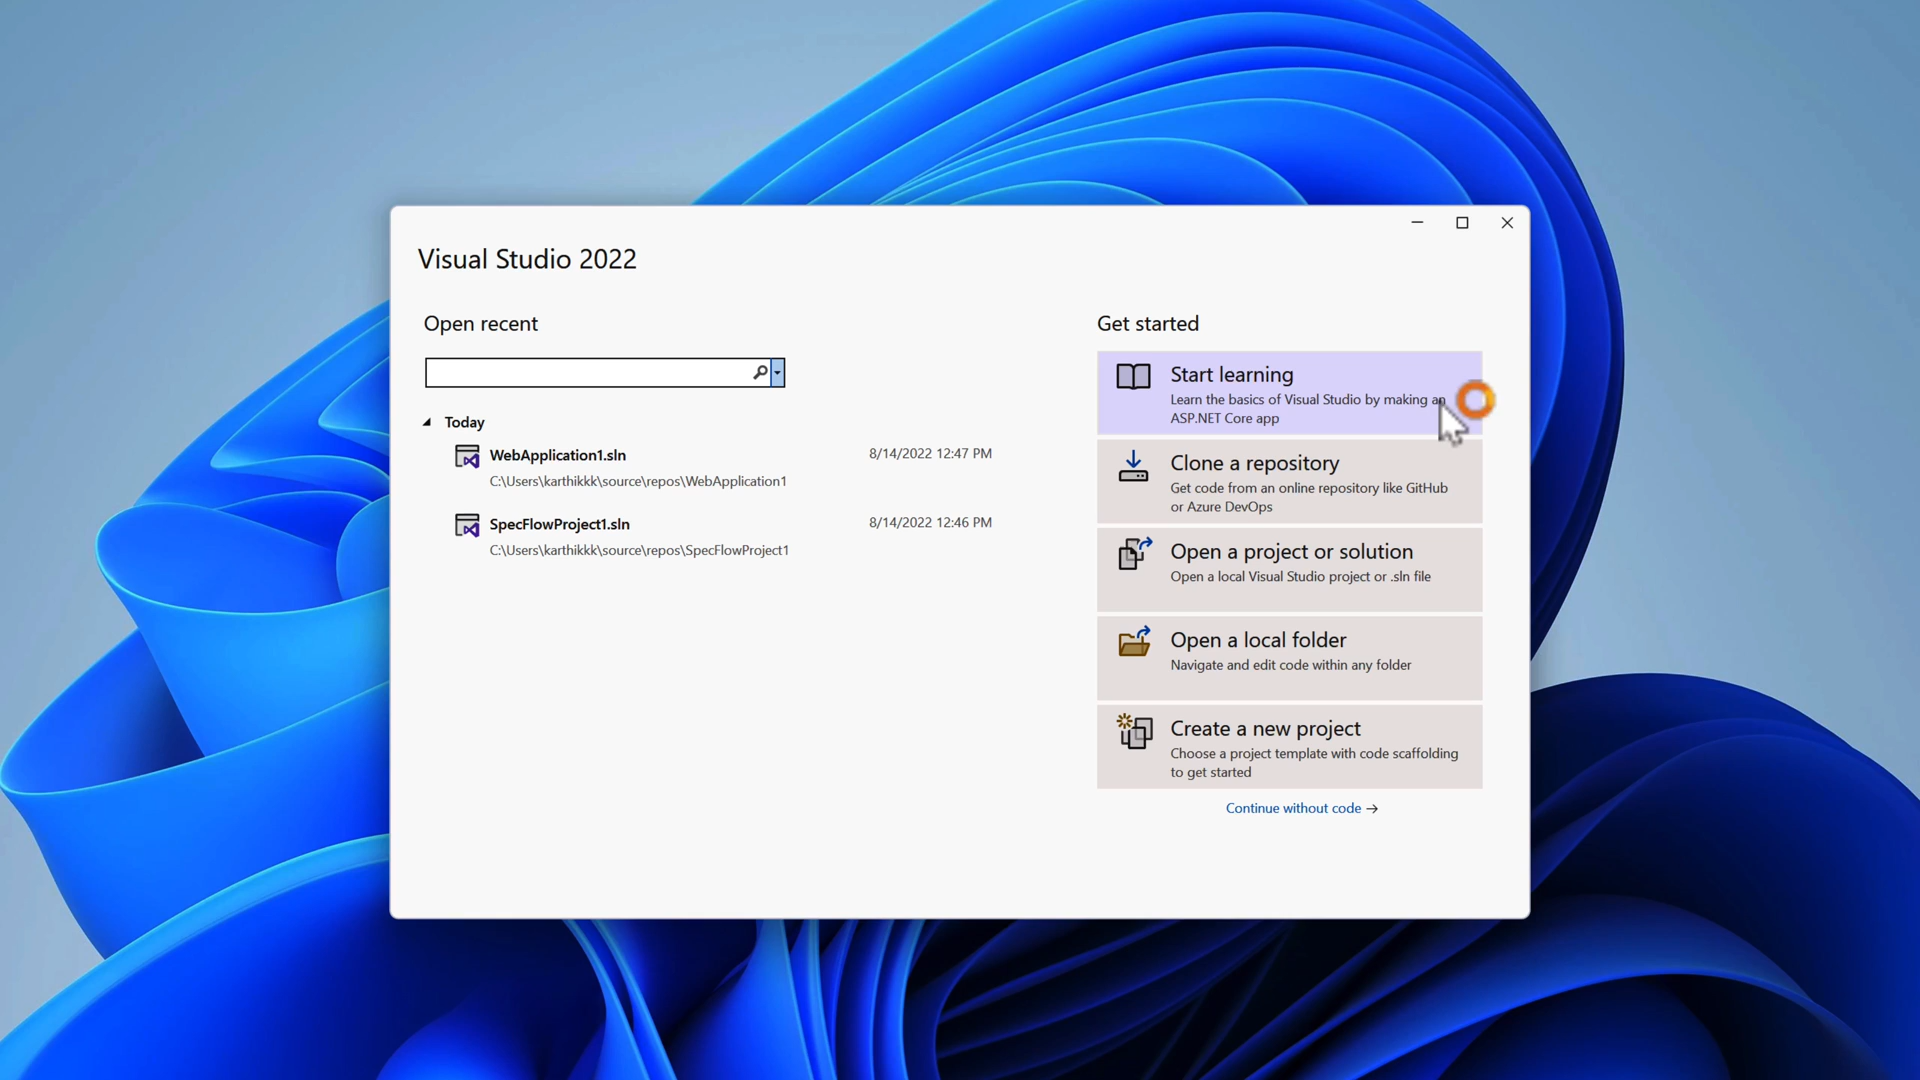 Visual Studio 2022
Open recent
Today
WebApplication1.sln
8/14/2022 12:47 PM
C:\Users\karthikkk\source\repos\WebApplication1
SpecFlowProject1.sln
8/14/2022 12:46 PM
C:\Users\karthikkk\source\repos\SpecFlowProject1
Get started
Start learning
Learn the basics of Visual Studio by making an
ASP.NET Core app
Clone a repository
Get code from an online repository like GitHub
or Azure DevOps
Open a project or solution
Open a local Visual Studio project or .sln file
Open a local folder
Navigate and edit code within any folder
Create a new project
Choose a project template with code scaffolding
to get started
Continue without code →